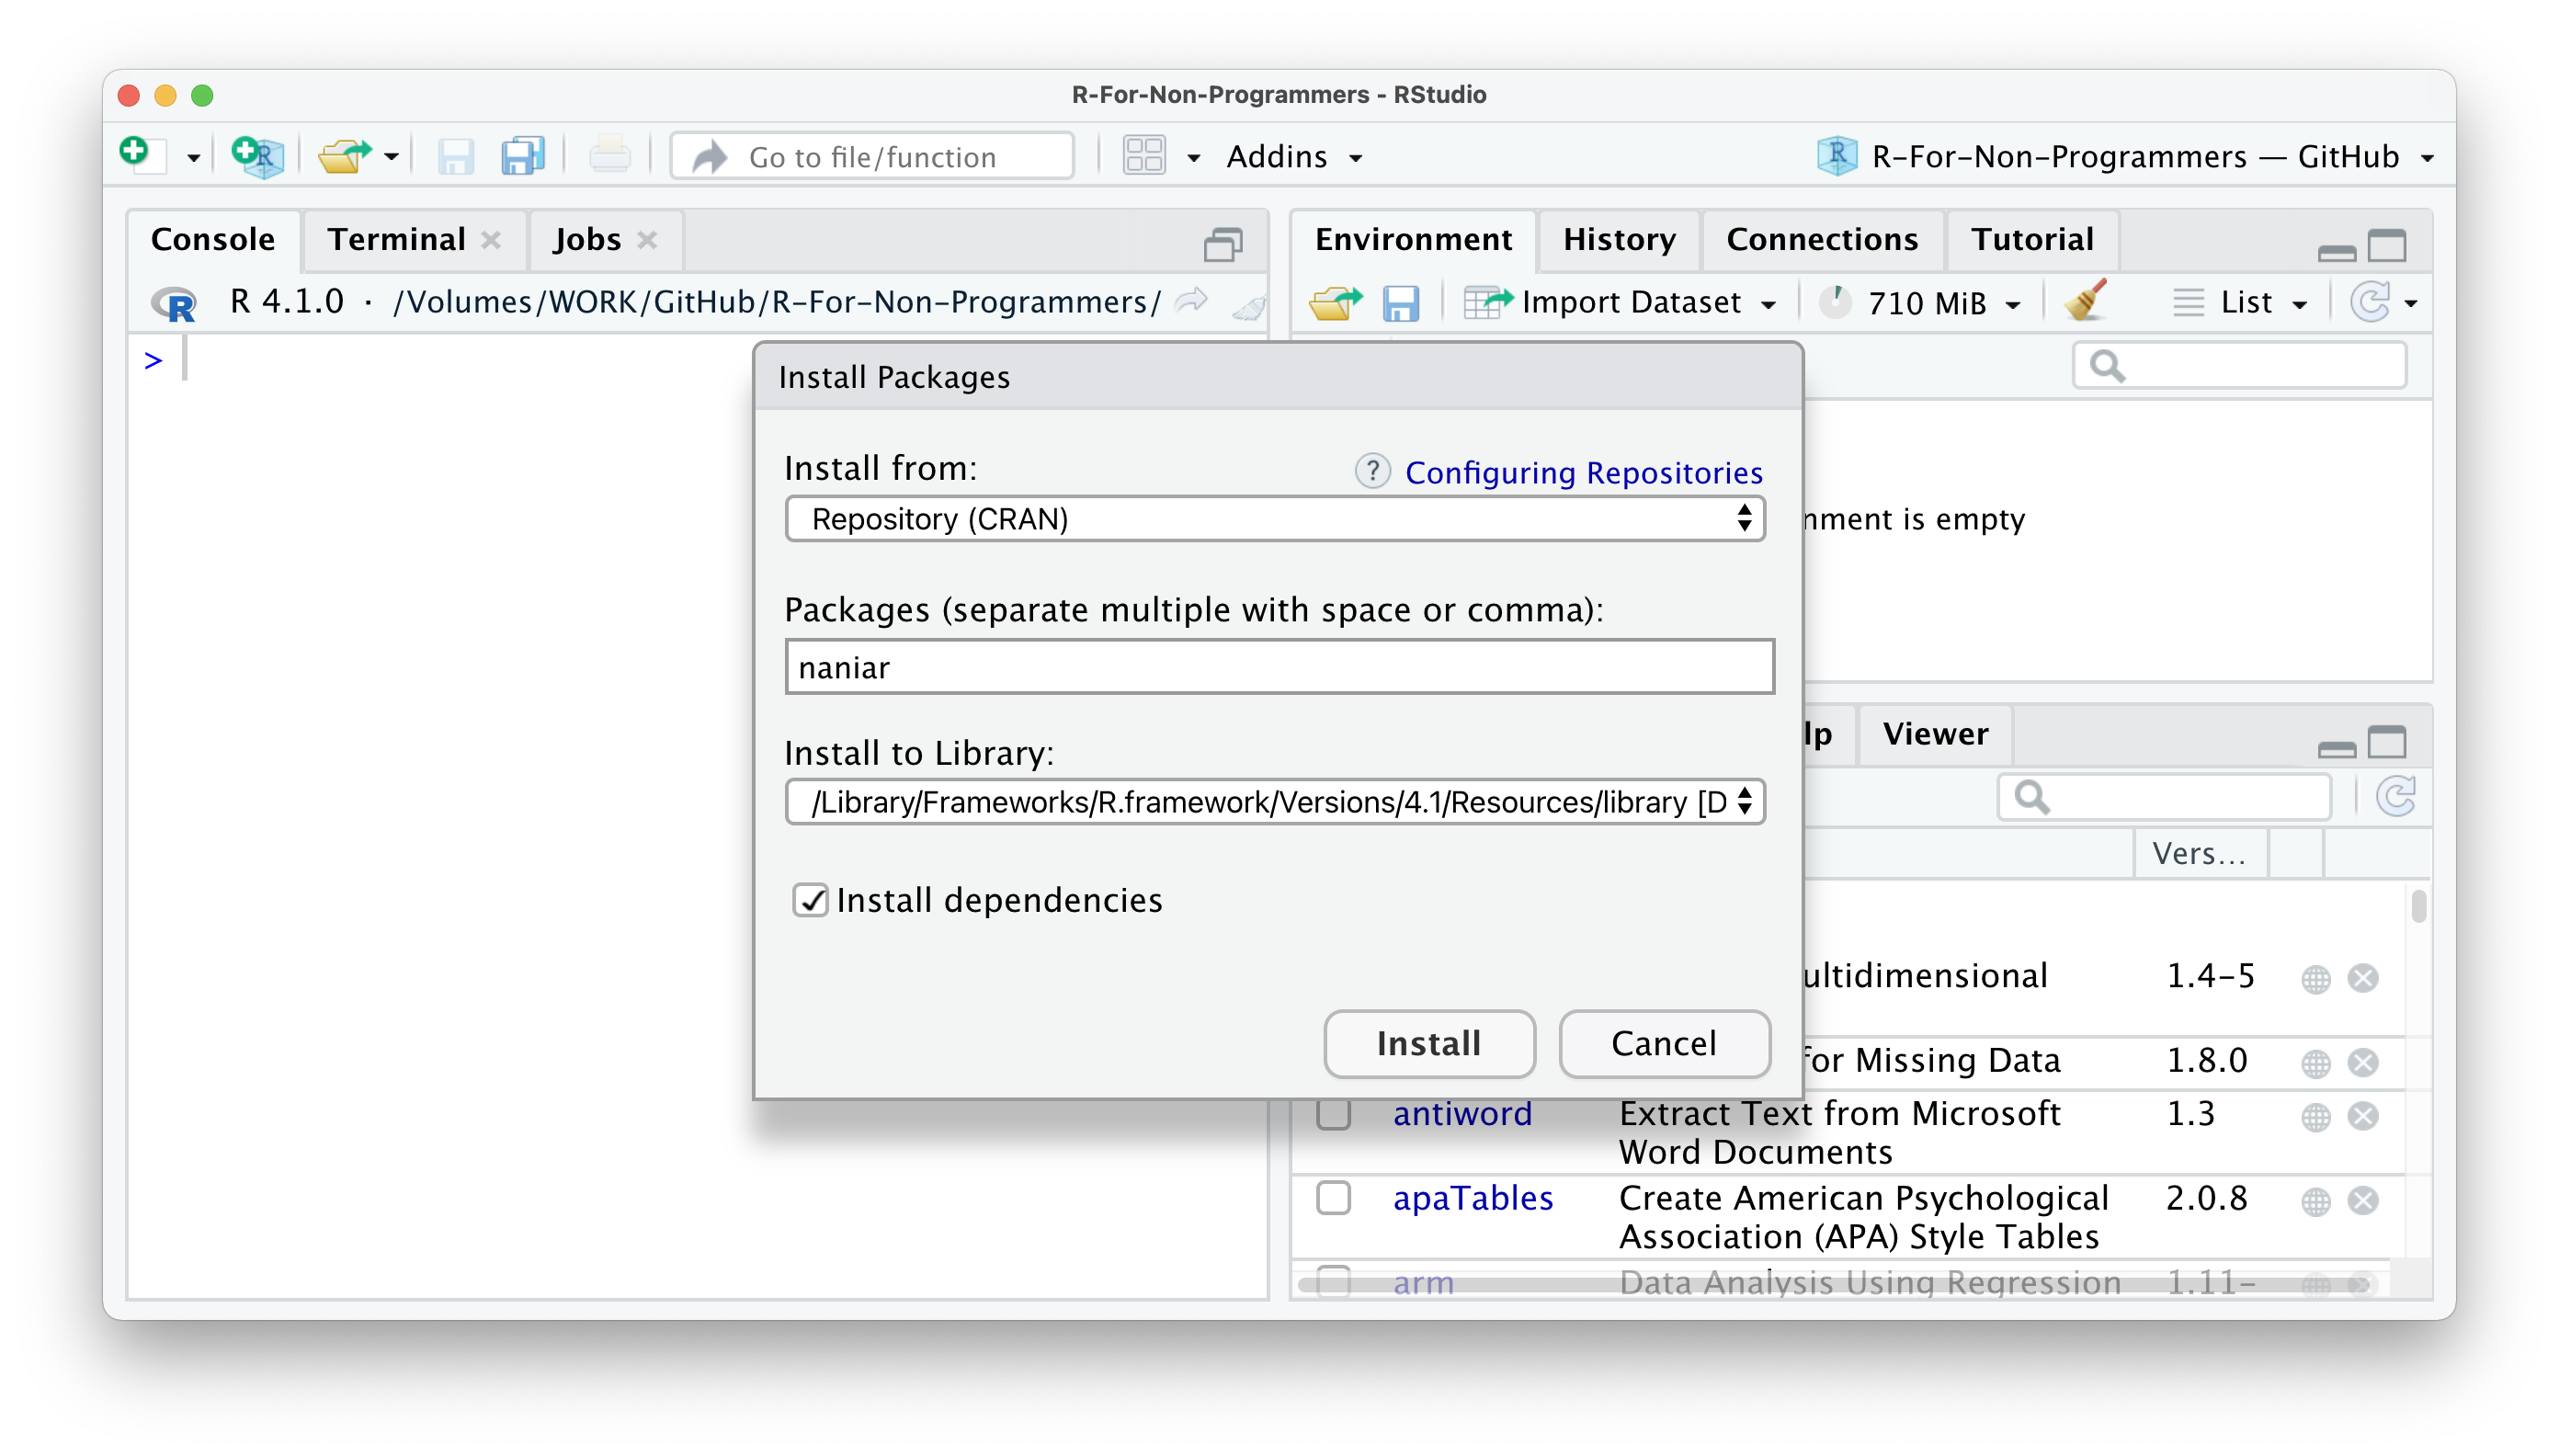 R-For-Non-Programmers - RStudio
Go to file/function
Addins
R-For-Non-Programmers — GitHub
Console
Terminal
Jobs
R 4.1.0 · /Volumes/WORK/GitHub/R-For-Non-Programmers/
>
Environment
History
Connections
Tutorial
Import Dataset
710 MiB
List
nment is empty
Install Packages
Install from:
? Configuring Repositories
Repository (CRAN)
Packages (separate multiple with space or comma):
naniar
Install to Library:
/Library/Frameworks/R.framework/Versions/4.1/Resources/library [D
Install dependencies
Install
Cancel
lp
Viewer
Vers...
ultidimensional 1.4-5
for Missing Data 1.8.0
antiword Extract Text from Microsoft 1.3
Word Documents
apaTables Create American Psychological 2.0.8
Association (APA) Style Tables
arm Data Analysis Using Regression 1.11-